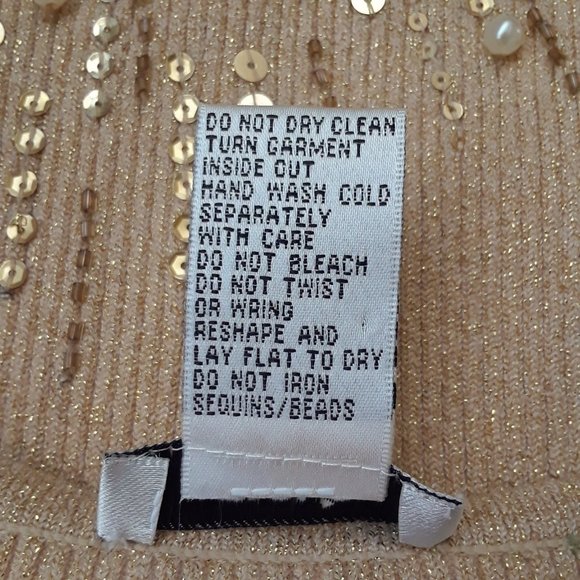 DO NOT DRY CLEAN
TURN GARMENT
INSIDE OUT
HAND WASH COLD
SEPARATELY
WITH CARE
DO NOT BLEACH
DO NOT TWIST
OR WRING
RESHAPE AND
LAY FLAT TO DRY
DO NOT IRON
SEQUINS/BEADS